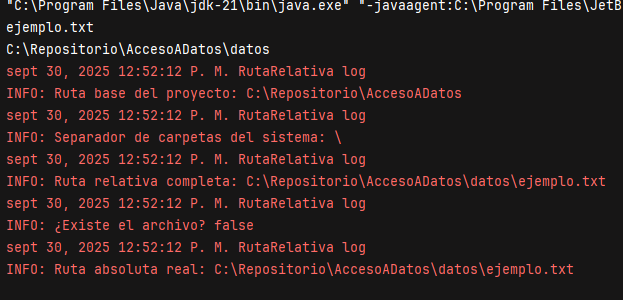 "C:\Program Files\Java\jdk-21\bin\java.exe" "-javaagent:C:\Program Files\JetB
ejemplo.txt
C:\Repositorio\AccesoADatos\datos
sept 30, 2025 12:52:12 P. M. RutaRelativa log
INFO: Ruta base del proyecto: C:\Repositorio\AccesoADatos
sept 30, 2025 12:52:12 P. M. RutaRelativa log
INFO: Separador de carpetas del sistema: \
sept 30, 2025 12:52:12 P. M. RutaRelativa log
INFO: Ruta relativa completa: C:\Repositorio\AccesoADatos\datos\ejemplo.txt
sept 30, 2025 12:52:12 P. M. RutaRelativa log
INFO: ¿Existe el archivo? false
sept 30, 2025 12:52:12 P. M. RutaRelativa log
INFO: Ruta absoluta real: C:\Repositorio\AccesoADatos\datos\ejemplo.txt